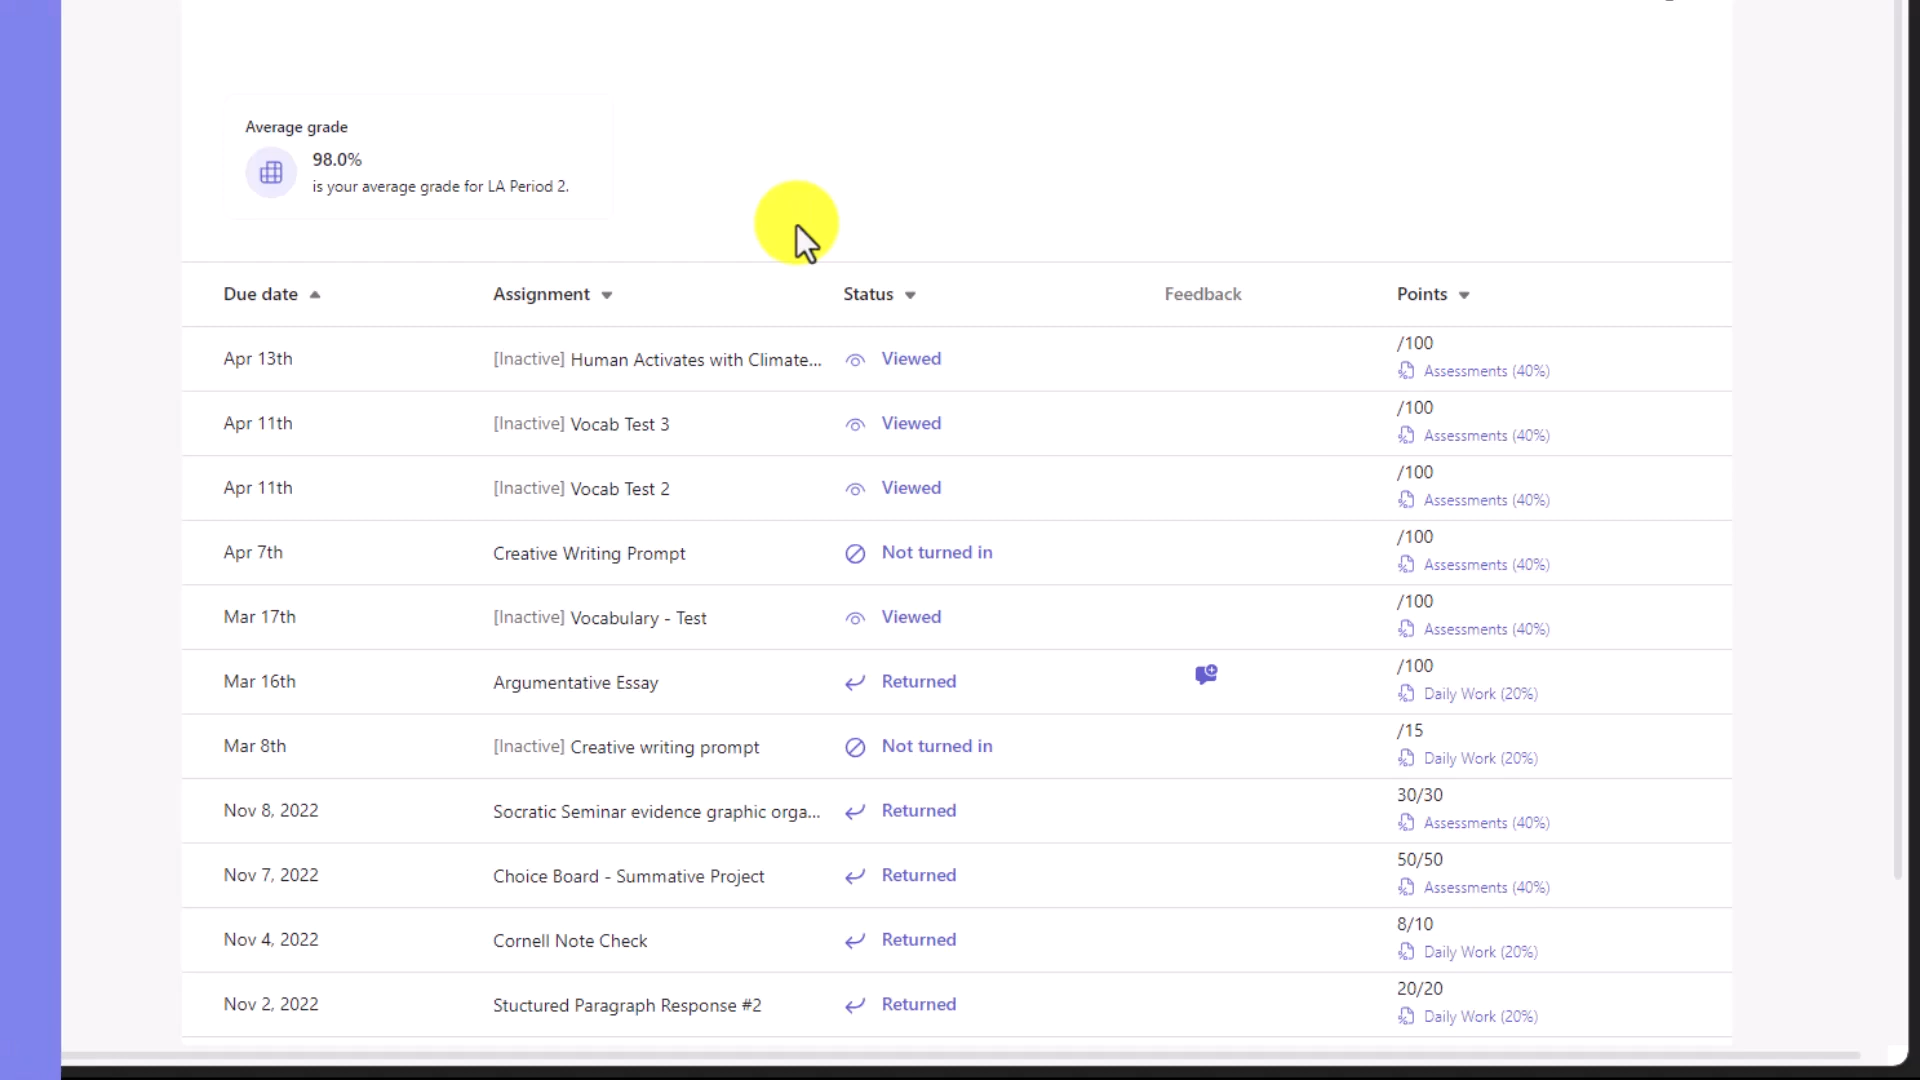 Average grade
98.0%
is your average grade for LA Period 2.
Due date Assignment Status Feedback Points
Apr 13th [Inactive] Human Activates with Climate... Viewed /100
Assessments (40%)
Apr 11th [Inactive] Vocab Test 3 Viewed /100
Assessments (40%)
Apr 11th [Inactive] Vocab Test 2 Viewed /100
Assessments (40%)
Apr 7th Creative Writing Prompt Not turned in /100
Assessments (40%)
Mar 17th [Inactive] Vocabulary - Test Viewed /100
Assessments (40%)
Mar 16th Argumentative Essay Returned /100
Daily Work (20%)
Mar 8th [Inactive] Creative writing prompt Not turned in /15
Daily Work (20%)
Nov 8, 2022 Socratic Seminar evidence graphic orga... Returned 30/30
Assessments (40%)
Nov 7, 2022 Choice Board - Summative Project Returned 50/50
Assessments (40%)
Nov 4, 2022 Cornell Note Check Returned 8/10
Daily Work (20%)
Nov 2, 2022 Stuctured Paragraph Response #2 Returned 20/20
Daily Work (20%)